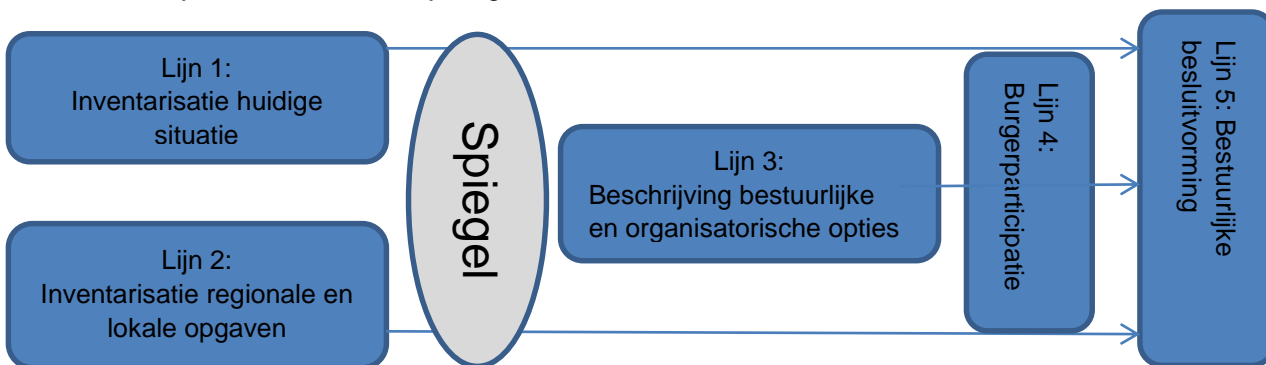 Lijn 1:
Inventarisatie huidige
situatie
Lijn 2:
Inventarisatie regionale en
lokale opgaven
Spiegel
Lijn 3:
Beschrijving bestuurlijke
en organisatorische opties
Lijn 4:
Burgerparticipatie
Lijn 5: Bestuurlijke
besluitvorming